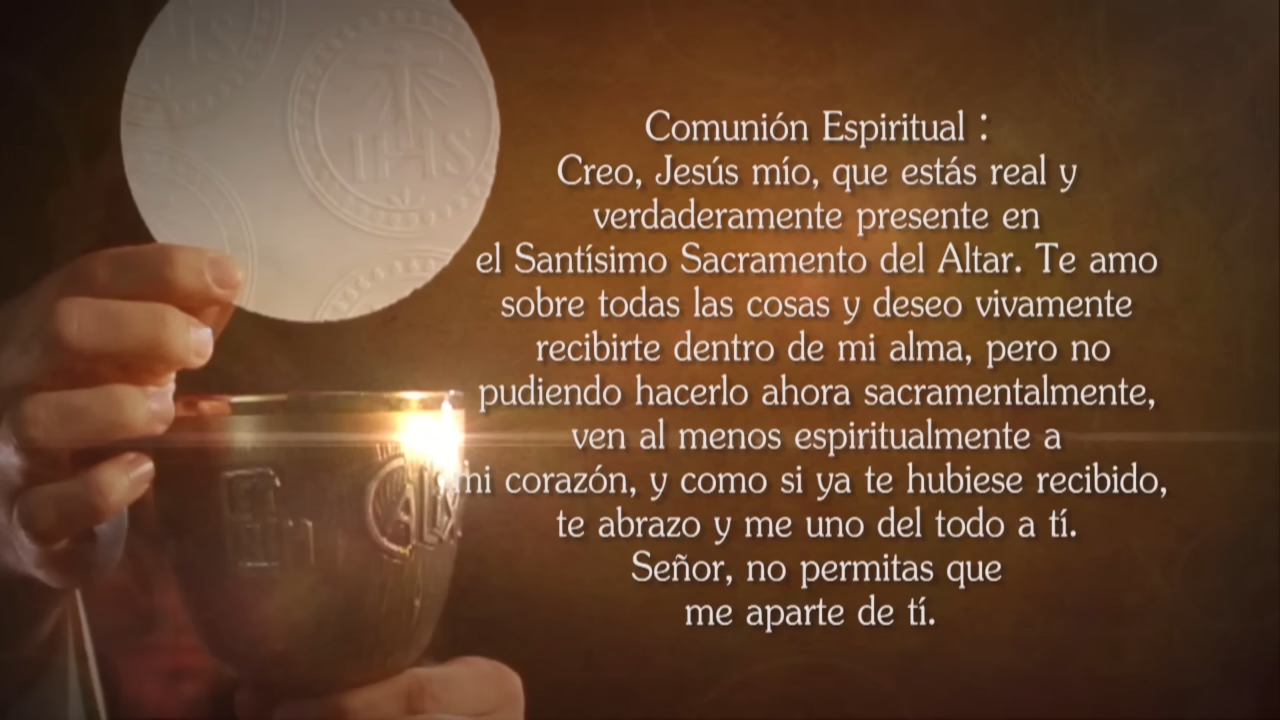 IHS
Comunión Espiritual :
Creo, Jesús mío, que estás real y
verdaderamente presente en
el Santísimo Sacramento del Altar. Te amo
sobre todas las cosas y deseo vivamente
recibirte dentro de mi alma, pero no
pudiendo hacerlo ahora sacramentalmente,
ven al menos espiritualmente a
mi corazón, y como si ya te hubiese recibido,
te abrazo y me uno del todo a tí.
Señor, no permitas que
me aparte de tí.